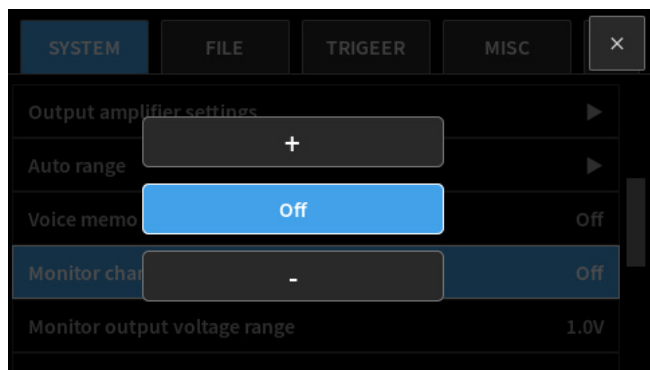 SYSTEM FILE TRIGEER MISC ×
Output amplifier settings ▶
+
Auto range ▶
Voice memo Off Off
Monitor char Off
-
Monitor output voltage range 1.0V